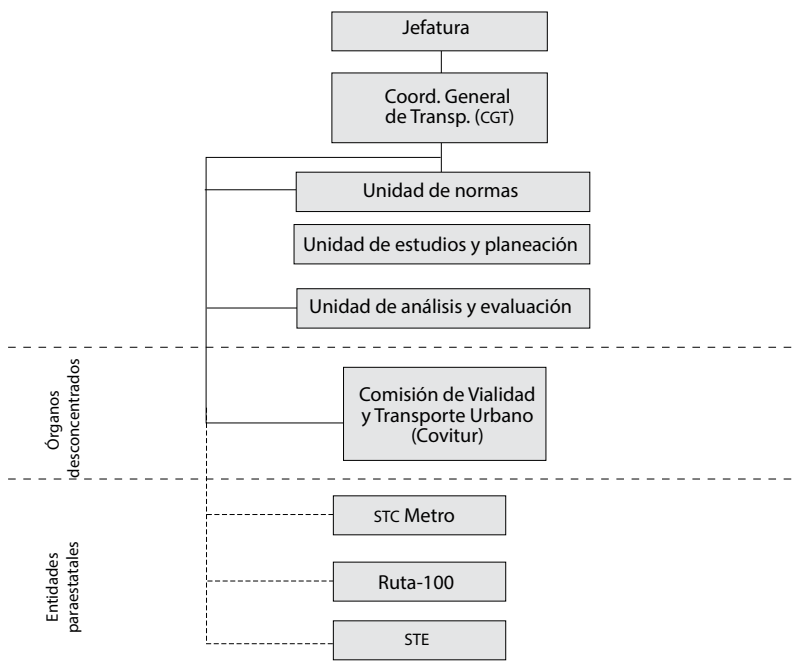 Jefatura
Coord. General
de Transp. (CGT)
Unidad de normas
Unidad de estudios y planeación
Unidad de análisis y evaluación
Órganos
desconcentrados
Comisión de Vialidad
y Transporte Urbano
(Covitur)
Entidades
paraestatales
STC Metro
Ruta-100
STE